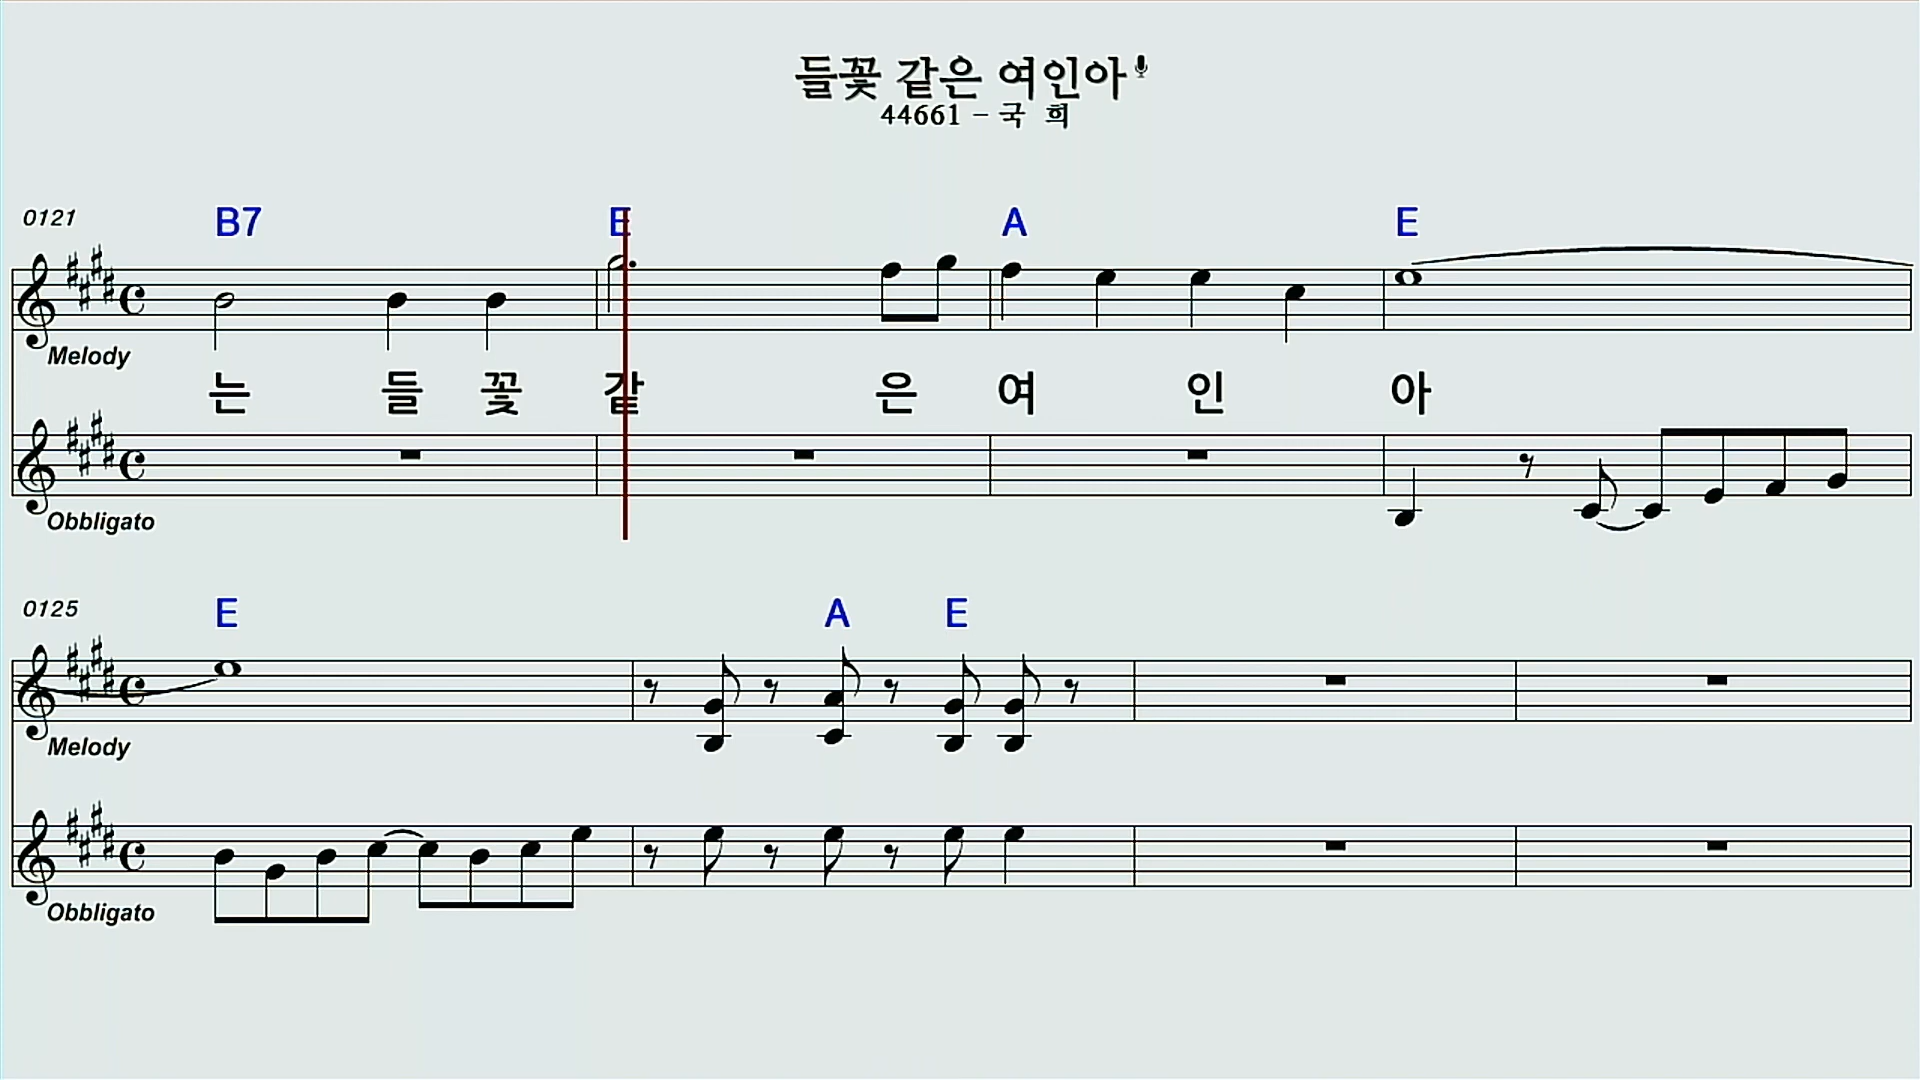 들꽃 같은 여인아
44661 - 국 희
0121 B7 E A E
Melody
는 들 꽃 같 은 여 인 아
Obbligato
0125 E A E
Melody
Obbligato